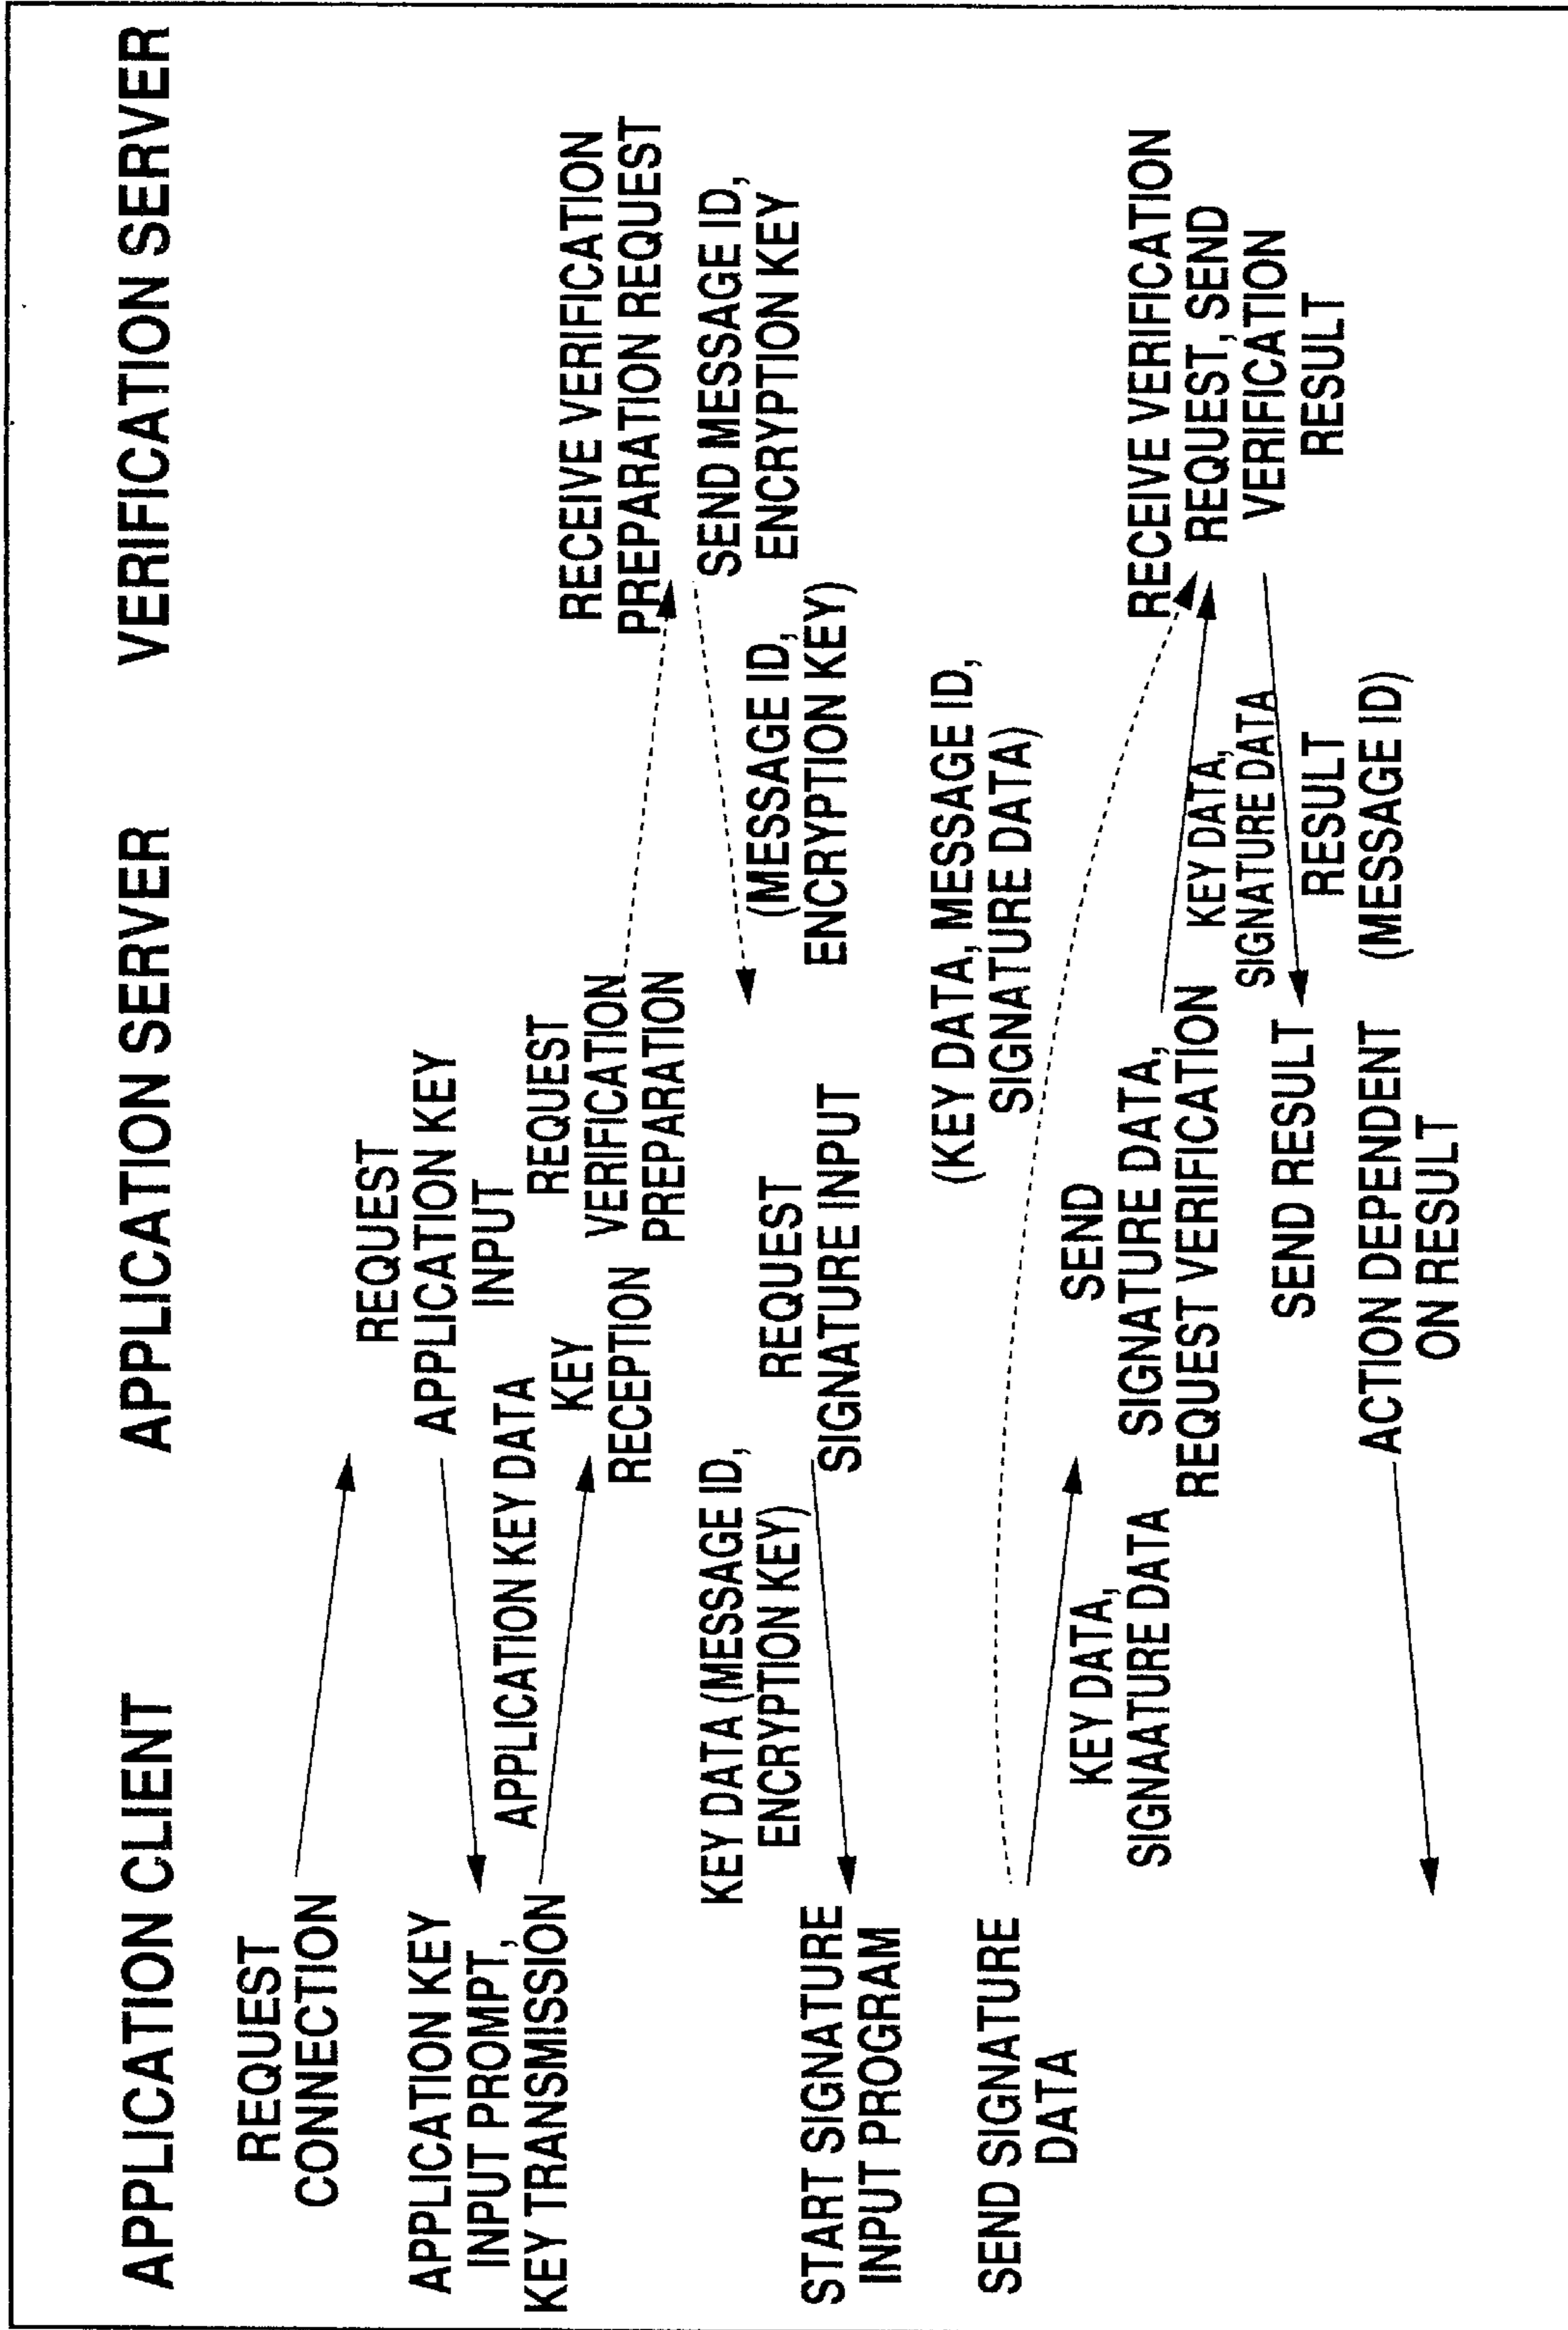 APPLICATION CLIENT
APPLICATION SERVER
VERIFICATION SERVER
REQUEST
CONNECTION
REQUEST
APPLICATION KEY
INPUT
APPLICATION KEY
INPUT PROMPT,
KEY TRANSMISSION
APPLICATION KEY DATA
KEY
RECEPTION
REQUEST
VERIFICATION
PREPARATION
RECEIVE VERIFICATION
PREPARATION REQUEST
SEND MESSAGE ID,
ENCRYPTION KEY
(MESSAGE ID,
ENCRYPTION KEY)
REQUEST
SIGNATURE INPUT
KEY DATA (MESSAGE ID,
ENCRYPTION KEY)
START SIGNATURE
INPUT PROGRAM
SEND SIGNATURE
DATA
(KEY DATA, MESSAGE ID,
SIGNATURE DATA)
KEY DATA,
SIGNAATURE DATA
SEND
SIGNATURE DATA,
REQUEST VERIFICATION
KEY DATA,
SIGNATURE DATA
RECEIVE VERIFICATION
REQUEST, SEND
VERIFICATION
RESULT
RESULT
(MESSAGE ID)
SEND RESULT
ACTION DEPENDENT
ON RESULT